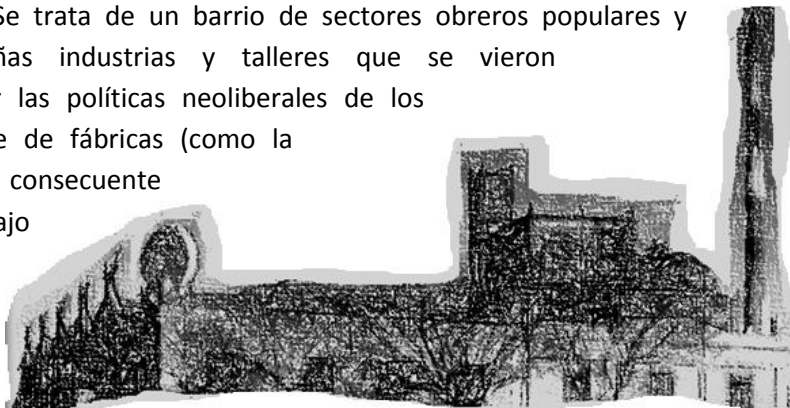 Se trata de un barrio de sectores obreros populares y
ñas industrias y talleres que se vieron
las políticas neoliberales de los
e de fábricas (como la
consecuente
ajo